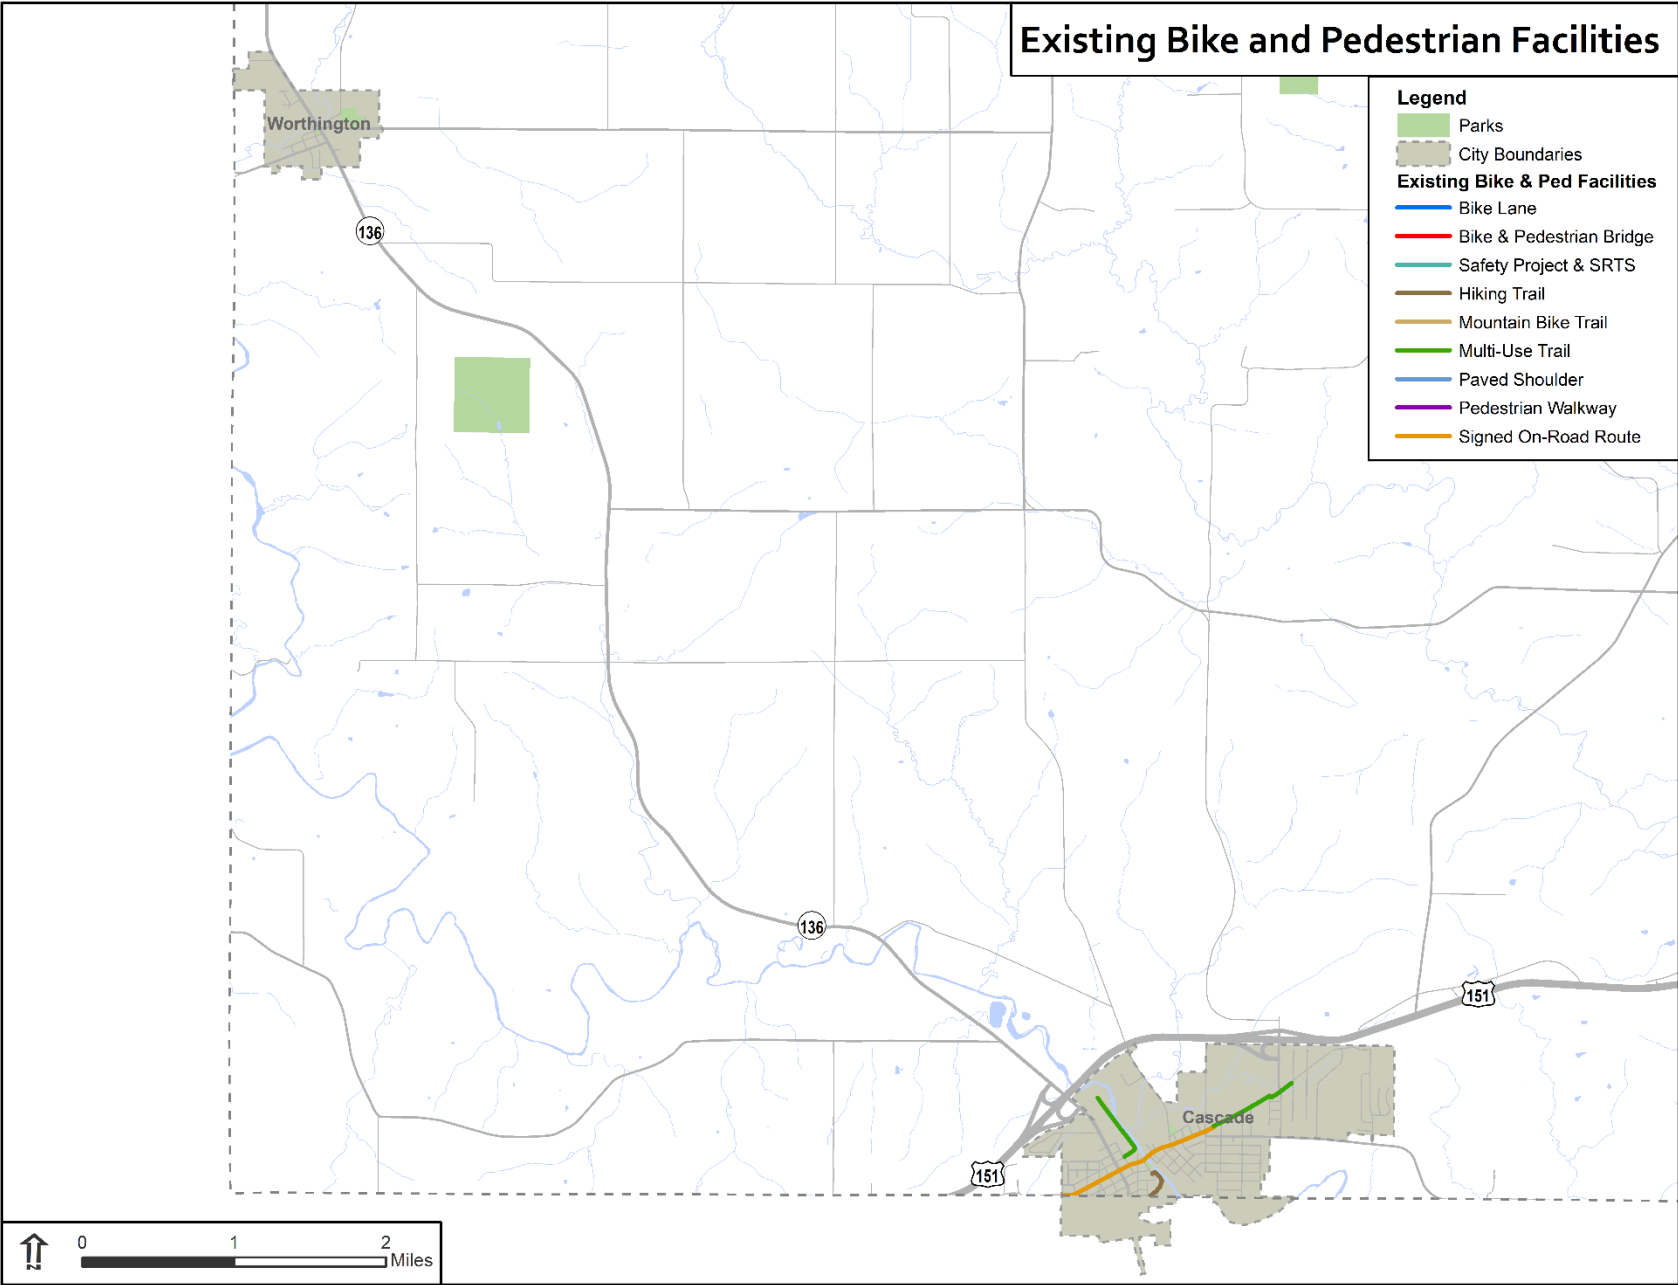 Existing Bike and Pedestrian Facilities
Legend
Parks
City Boundaries
Existing Bike & Ped Facilities
Bike Lane
Bike & Pedestrian Bridge
Safety Project & SRTS
Hiking Trail
Mountain Bike Trail
Multi-Use Trail
Paved Shoulder
Pedestrian Walkway
Signed On-Road Route
Worthington
136
136
151
Cascade
151
N
0 1 2
Miles